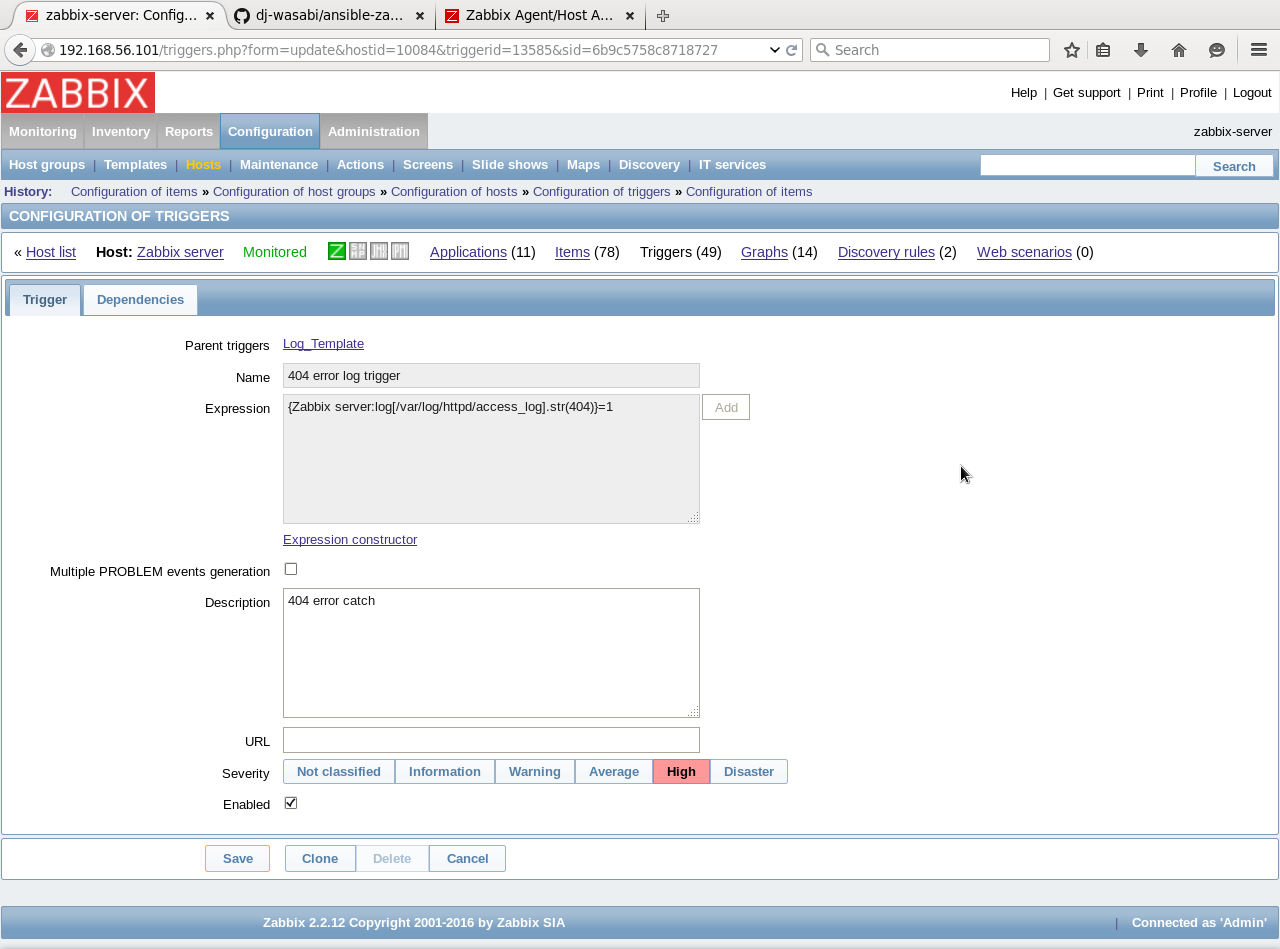 zabbix-server: Config...
dj-wasabi/ansible-za...
Zabbix Agent/Host A...
192.168.56.101/triggers.php?form=update&hostid=10084&triggerid=13585&sid=6b9c5758c8718727
Search
ZABBIX
Help | Get support | Print | Profile | Logout
Monitoring Inventory Reports Configuration Administration
zabbix-server
Host groups | Templates | Hosts | Maintenance | Actions | Screens | Slide shows | Maps | Discovery | IT services
Search
History: Configuration of items » Configuration of host groups » Configuration of hosts » Configuration of triggers » Configuration of items
CONFIGURATION OF TRIGGERS
« Host list Host: Zabbix server Monitored Z Applications (11) Items (78) Triggers (49) Graphs (14) Discovery rules (2) Web scenarios (0)
Trigger Dependencies
Parent triggers Log_Template
Name 404 error log trigger
Expression {Zabbix server:log[/var/log/httpd/access_log].str(404)}=1 Add
Expression constructor
Multiple PROBLEM events generation
Description 404 error catch
URL
Severity Not classified Information Warning Average High Disaster
Enabled
Save Clone Delete Cancel
Zabbix 2.2.12 Copyright 2001-2016 by Zabbix SIA
| Connected as 'Admin'